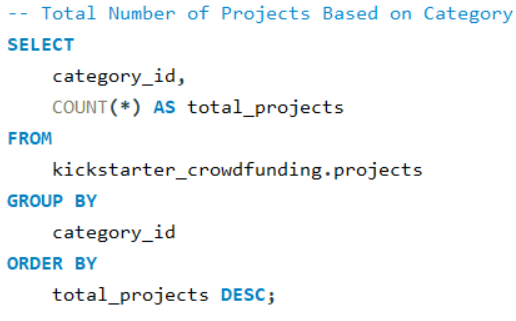 -- Total Number of Projects Based on Category
SELECT
    category_id,
    COUNT(*) AS total_projects
FROM
    kickstarter_crowdfunding.projects
GROUP BY
    category_id
ORDER BY
    total_projects DESC;